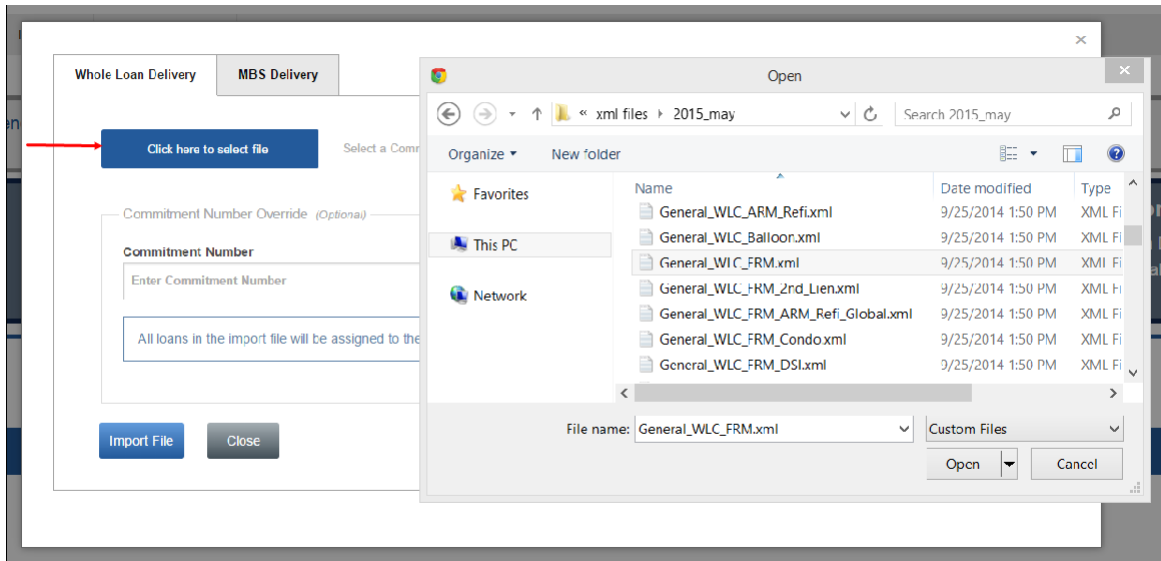 Whole Loan Delivery
MBS Delivery
Click here to select file
Select a Comm
Commitment Number Override (Optional)
Commitment Number
Enter Commitment Number
All loans in the import file will be assigned to the
Import File
Close
Open
« xml files 2015_may
Search 2015_may
Organize
New folder
Favorites
This PC
Network
Name Date modified Type
General_WLC_ARM_Refi.xml 9/25/2014 1:50 PM XML Fi
General_WLC_Balloon.xml 9/25/2014 1:50 PM XML Fi
General_WLC_FRM.xml 9/25/2014 1:50 PM XML Fi
General_WLC_FRM_2nd_Lien.xml 9/25/2014 1:50 PM XML Fi
General_WLC_FRM_ARM_Refi_Global.xml 9/25/2014 1:50 PM XML Fi
General_WLC_FRM_Condo.xml 9/25/2014 1:50 PM XML Fi
General_WLC_FRM_DSI.xml 9/25/2014 1:50 PM XML Fi
File name: General_WLC_FRM.xml
Custom Files
Open
Cancel